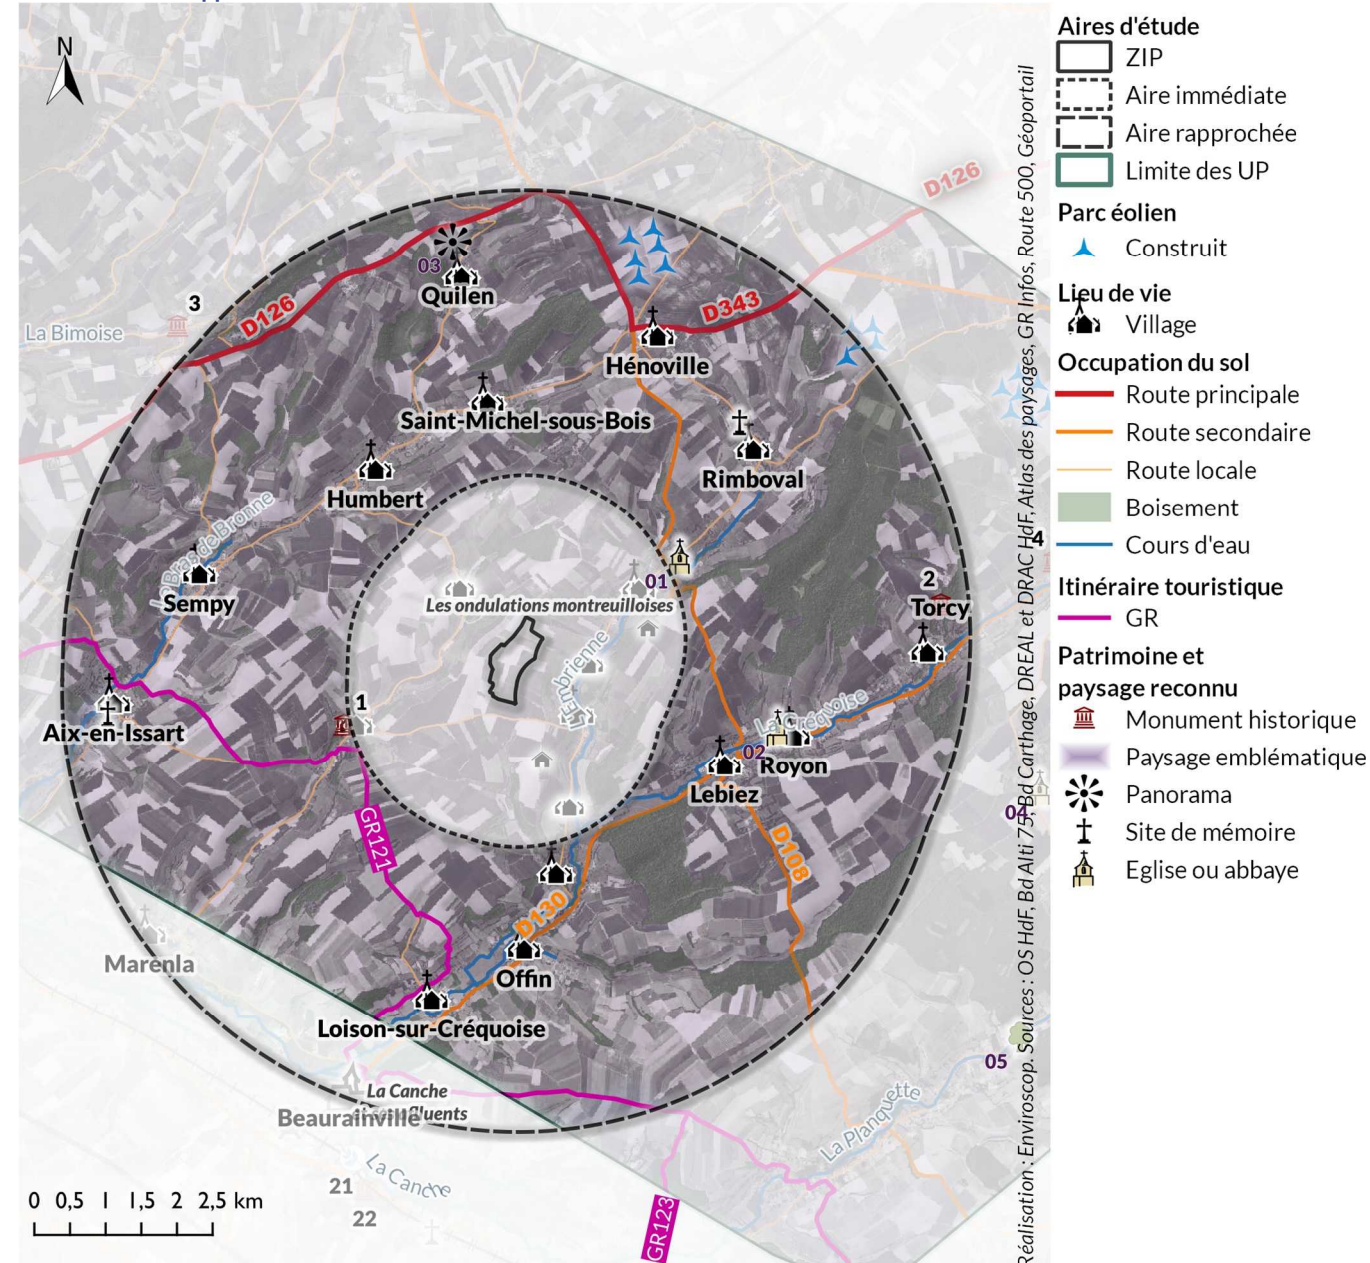 N
D126
3
La Bimoise
D126
03
Quilen
D343
Hénoville
Saint-Michel-sous-Bois
Rimboval
Humbert
Le Bras de Bronne
Sempy
01
Les ondulations montreuilloises
4
2
Torcy
L'Embrienne
1
Aix-en-Issart
La Créquoise
02
Royon
Lebiez
04
GR121
D108
D130
Offin
Marenla
Loison-sur-Créquoise
05
La Canche
et ses affluents
Beaurainville
La Planquette
La Canche
21
22
GR123
0 0,5 1 1,5 2 2,5 km
Réalisation : Enviroscop. Sources : OS HdF, Bd Alti 75, Bd Carthage, DREAL et DRAC HdF, Atlas des paysages, GR Infos, Route 500, Géoportail
Aires d'étude
ZIP
Aire immédiate
Aire rapprochée
Limite des UP
Parc éolien
Construit
Lieu de vie
Village
Occupation du sol
Route principale
Route secondaire
Route locale
Boisement
Cours d'eau
Itinéraire touristique
GR
Patrimoine et
paysage reconnu
Monument historique
Paysage emblématique
Panorama
Site de mémoire
Eglise ou abbaye